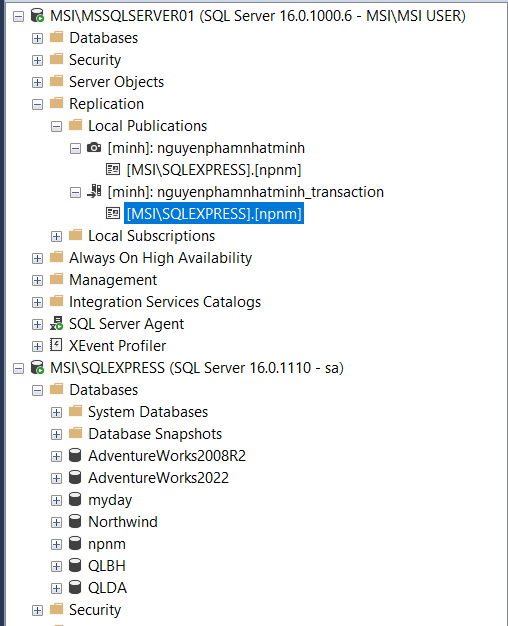 MSI\MSSQLSERVER01 (SQL Server 16.0.1000.6 - MSI\MSI USER)
Databases
Security
Server Objects
Replication
Local Publications
[minh]: nguyenphamnhatminh
[MSI\SQLEXPRESS].[npnm]
[minh]: nguyenphamnhatminh_transaction
[MSI\SQLEXPRESS].[npnm]
Local Subscriptions
Always On High Availability
Management
Integration Services Catalogs
SQL Server Agent
XEvent Profiler
MSI\SQLEXPRESS (SQL Server 16.0.1110 - sa)
Databases
System Databases
Database Snapshots
AdventureWorks2008R2
AdventureWorks2022
myday
Northwind
npnm
QLBH
QLDA
Security